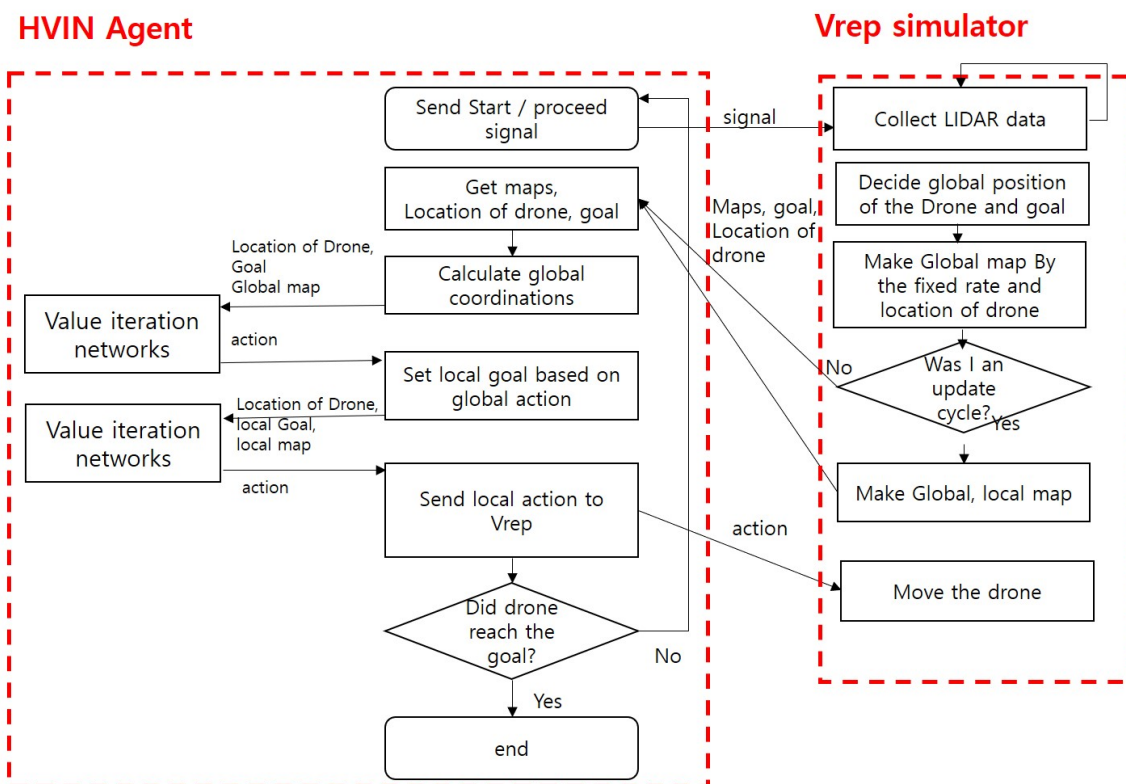 HVIN Agent
Vrep simulator
Send Start / proceed
signal
signal
Collect LIDAR data
Get maps,
Location of drone, goal
Maps, goal,
Location of
drone
Decide global position
of the Drone and goal
Location of Drone,
Goal
Global map
Calculate global
coordinations
Make Global map By
the fixed rate and
location of drone
Value iteration
networks
action
Set local goal based on
global action
No
Was I an
update
cycle?
Yes
Location of Drone,
local Goal,
local map
Value iteration
networks
action
Send local action to
Vrep
action
Make Global, local map
Move the drone
Did drone
reach the
goal?
No
Yes
end